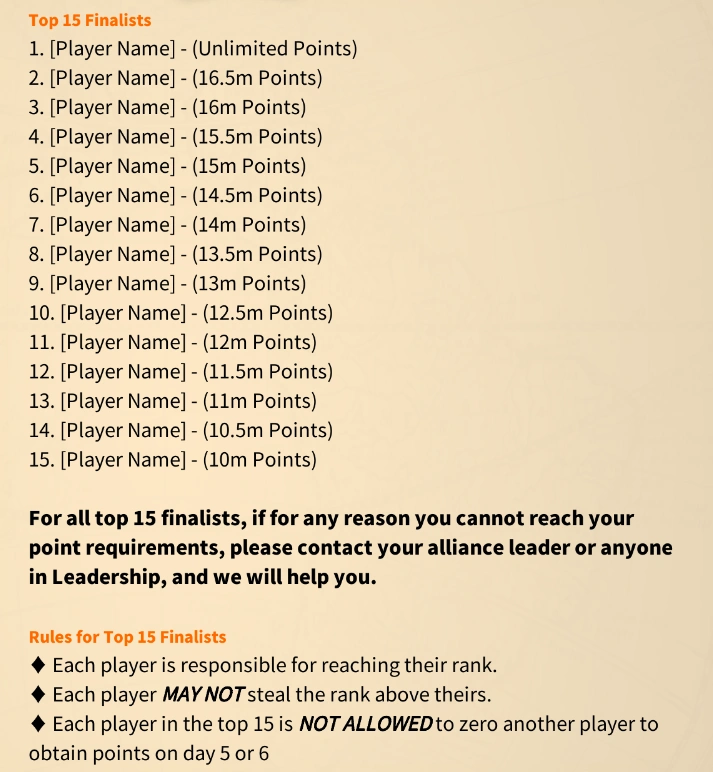 Top 15 Finalists
1. [Player Name] - (Unlimited Points)
2. [Player Name] - (16.5m Points)
3. [Player Name] - (16m Points)
4. [Player Name] - (15.5m Points)
5. [Player Name] - (15m Points)
6. [Player Name] - (14.5m Points)
7. [Player Name] - (14m Points)
8. [Player Name] - (13.5m Points)
9. [Player Name] - (13m Points)
10. [Player Name] - (12.5m Points)
11. [Player Name] - (12m Points)
12. [Player Name] - (11.5m Points)
13. [Player Name] - (11m Points)
14. [Player Name] - (10.5m Points)
15. [Player Name] - (10m Points)
For all top 15 finalists, if for any reason you cannot reach your
point requirements, please contact your alliance leader or anyone
in Leadership, and we will help you.
Rules for Top 15 Finalists
♦ Each player is responsible for reaching their rank.
♦ Each player MAY NOT steal the rank above theirs.
♦ Each player in the top 15 is NOT ALLOWED to zero another player to
obtain points on day 5 or 6